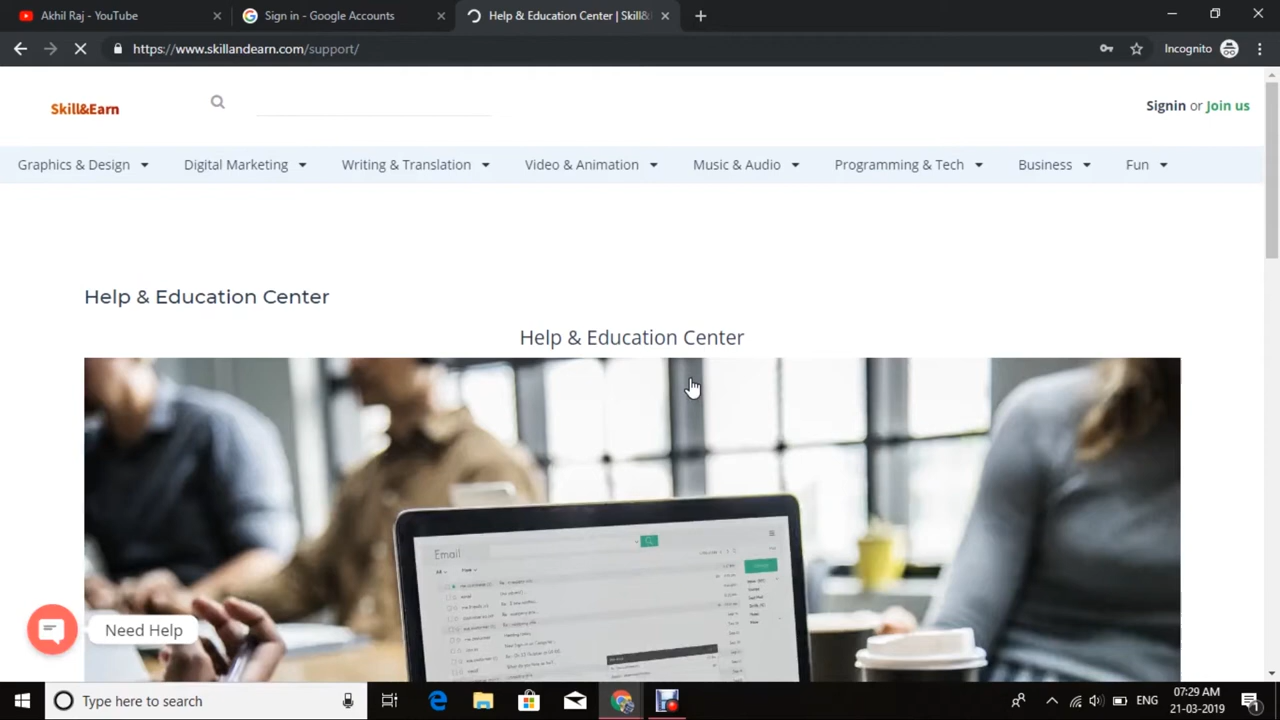 Akhil Raj - YouTube
Sign in - Google Accounts
Help & Education Center | Skill&
https://www.skillandearn.com/support/
Incognito
Skill&Earn
Signin or Join us
Graphics & Design
Digital Marketing
Writing & Translation
Video & Animation
Music & Audio
Programming & Tech
Business
Fun
Help & Education Center
Help & Education Center
Email
Need Help
Type here to search
ENG
07:29 AM
21-03-2019
1